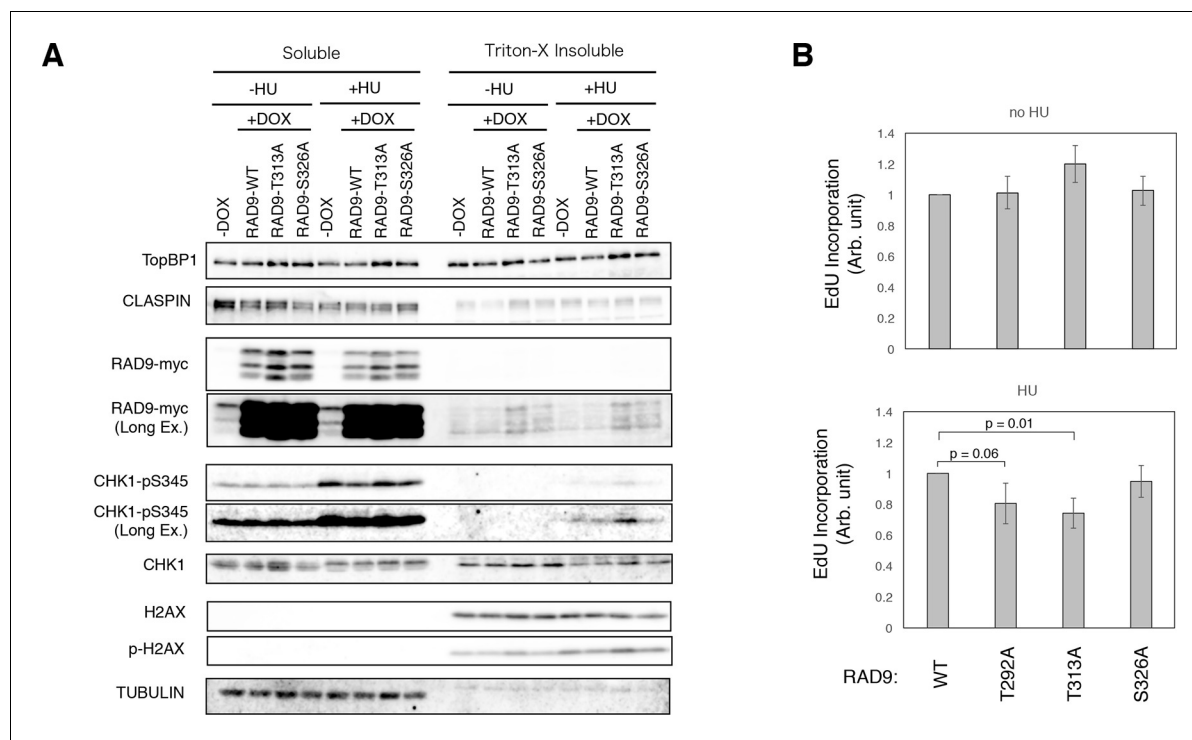 A
Soluble
Triton-X Insoluble
-HU
+HU
-HU
+HU
+DOX
+DOX
+DOX
+DOX
-DOX
RAD9-WT
RAD9-T313A
RAD9-S326A
-DOX
RAD9-WT
RAD9-T313A
RAD9-S326A
-DOX
RAD9-WT
RAD9-T313A
RAD9-S326A
-DOX
RAD9-WT
RAD9-T313A
RAD9-S326A
TopBP1
CLASPIN
RAD9-myc
RAD9-myc
(Long Ex.)
CHK1-pS345
CHK1-pS345
(Long Ex.)
CHK1
H2AX
p-H2AX
TUBULIN
B
no HU
EdU Incorporation
(Arb. unit)
1.4
1.2
1
0.8
0.6
0.4
0.2
0
HU
EdU Incorporation
(Arb. unit)
1.4
1.2
1
0.8
0.6
0.4
0.2
0
p = 0.01
p = 0.06
RAD9:
WT
T292A
T313A
S326A